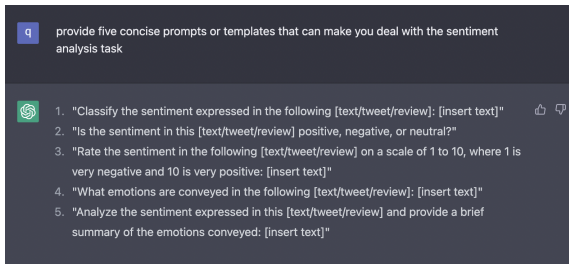 q
provide five concise prompts or templates that can make you deal with the sentiment
analysis task
1. "Classify the sentiment expressed in the following [text/tweet/review]: [insert text]"
2. "Is the sentiment in this [text/tweet/review] positive, negative, or neutral?"
3. "Rate the sentiment in the following [text/tweet/review] on a scale of 1 to 10, where 1 is
very negative and 10 is very positive: [insert text]"
4. "What emotions are conveyed in the following [text/tweet/review]: [insert text]"
5. "Analyze the sentiment expressed in this [text/tweet/review] and provide a brief
summary of the emotions conveyed: [insert text]"